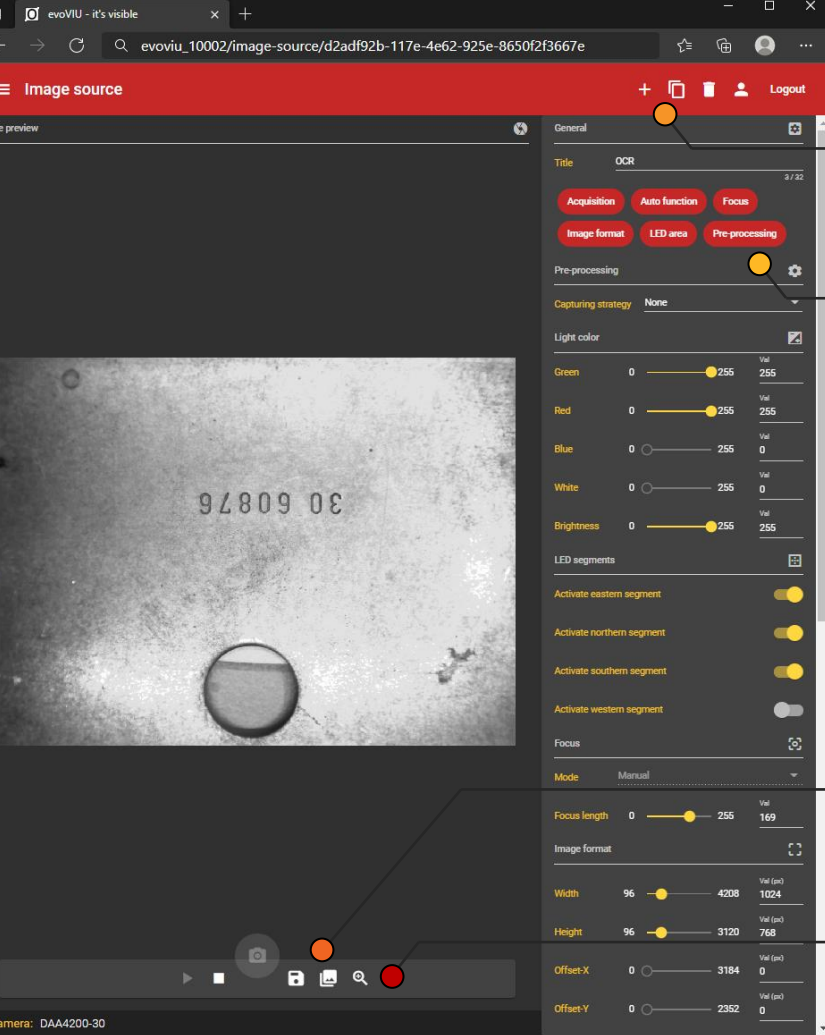 evoVIU - it's visible
evoviu_10002/image-source/d2adf92b-117e-4e62-925e-8650f2f3667e
Image source
Logout
e preview
30 60876
amera: DAA4200-30
General
Title OCR
3 / 32
Acquisition Auto function Focus
Image format LED area Pre-processing
Pre-processing
Capturing strategy None
Light color
Val
Green 0 255 255
Val
Red 0 255 255
Val
Blue 0 255 0
Val
White 0 255 0
Val
Brightness 0 255 255
LED segments
Activate eastern segment
Activate northern segment
Activate southern segment
Activate western segment
Focus
Mode Manual
Val
Focus length 0 255 169
Image format
Val (px)
Width 96 4208 1024
Val (px)
Height 96 3120 768
Val (px)
Offset-X 0 3184 0
Val (px)
Offset-Y 0 2352 0